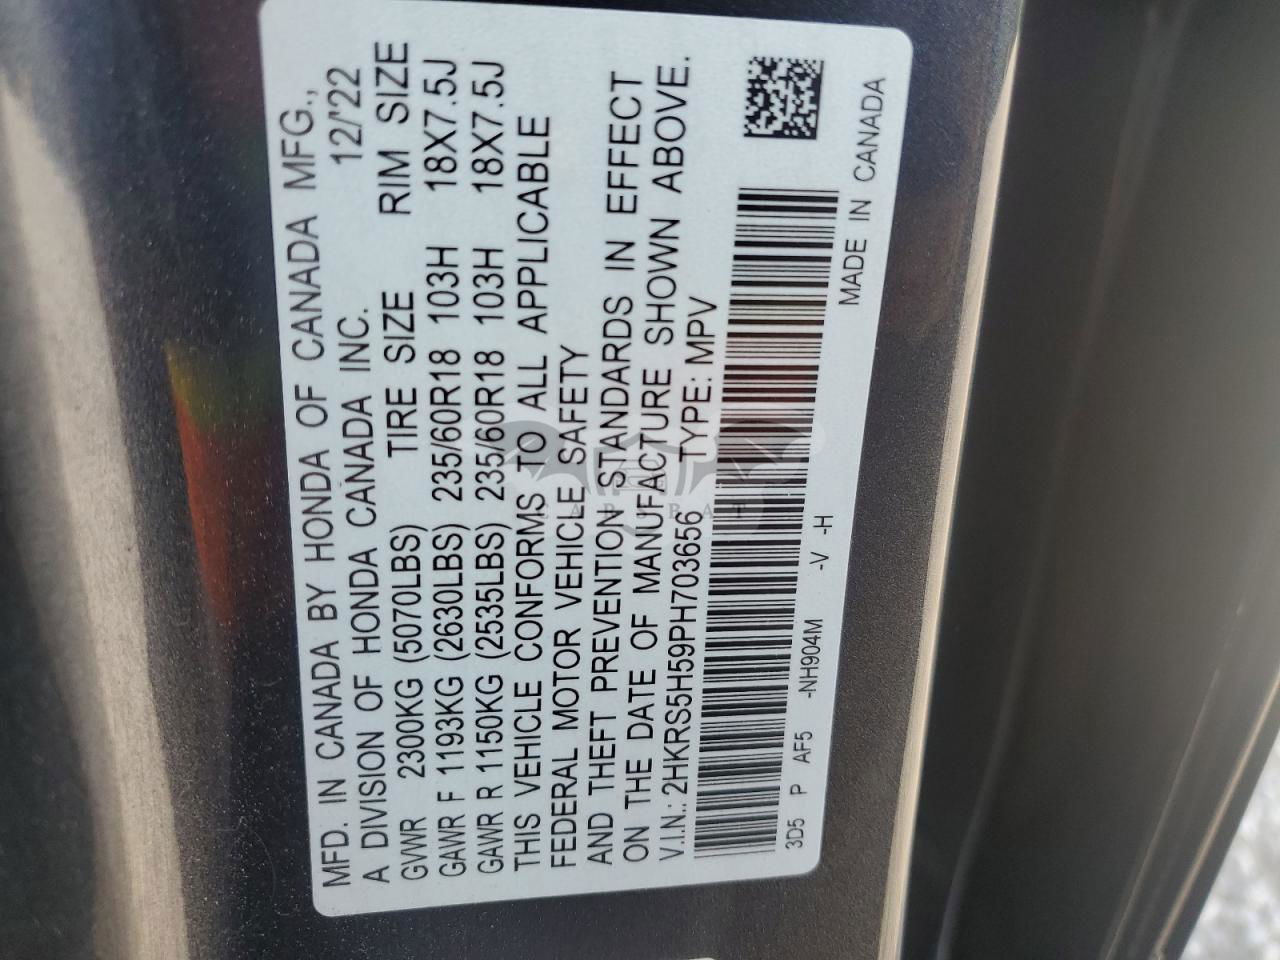 MFD. IN CANADA BY HONDA OF CANADA MFG.,
A DIVISION OF HONDA CANADA INC. 12/'22
GVWR 2300KG (5070LBS) TIRE SIZE RIM SIZE
GAWR F 1193KG (2630LBS) 235/60R18 103H 18X7.5J
GAWR R 1150KG (2535LBS) 235/60R18 103H 18X7.5J
THIS VEHICLE CONFORMS TO ALL APPLICABLE
FEDERAL MOTOR VEHICLE SAFETY
AND THEFT PREVENTION STANDARDS IN EFFECT
ON THE DATE OF MANUFACTURE SHOWN ABOVE.
V.I.N.: 2HKRS5H59PH703656 TYPE: MPV
3D5 P AF5 -NH904M -V -H
MADE IN CANADA
CARSBAT